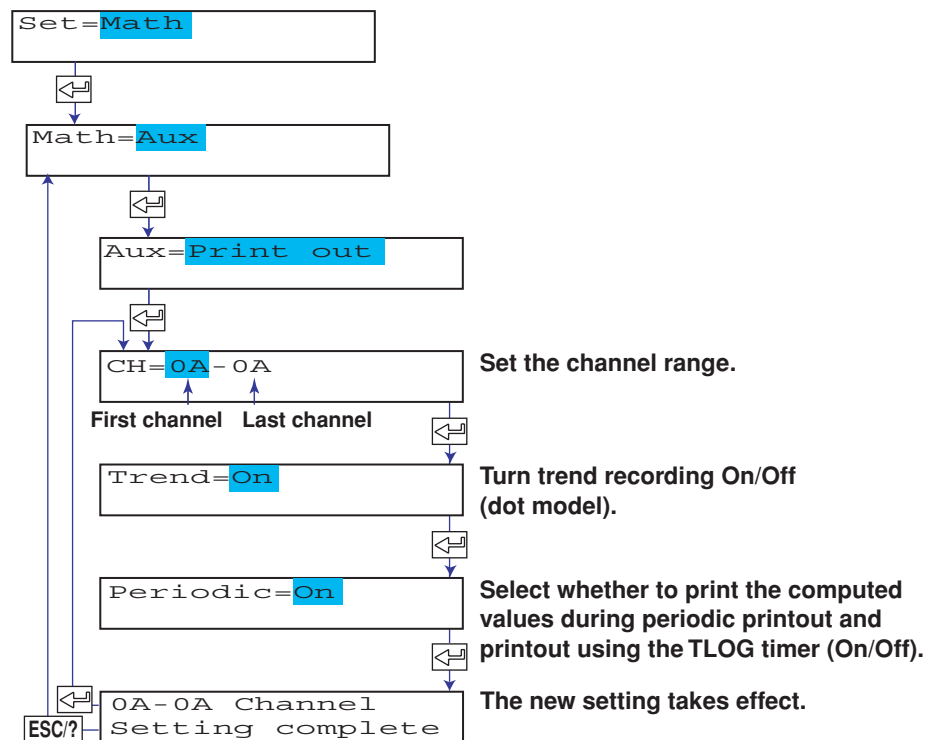 Set=Math
Math=Aux
Aux=Print out
CH=0A-0A
Set the channel range.
First channel Last channel
Trend=On
Turn trend recording On/Off
(dot model).
Periodic=On
Select whether to print the computed
values during periodic printout and
printout using the TLOG timer (On/Off).
0A-0A Channel
The new setting takes effect.
ESC/?
Setting complete